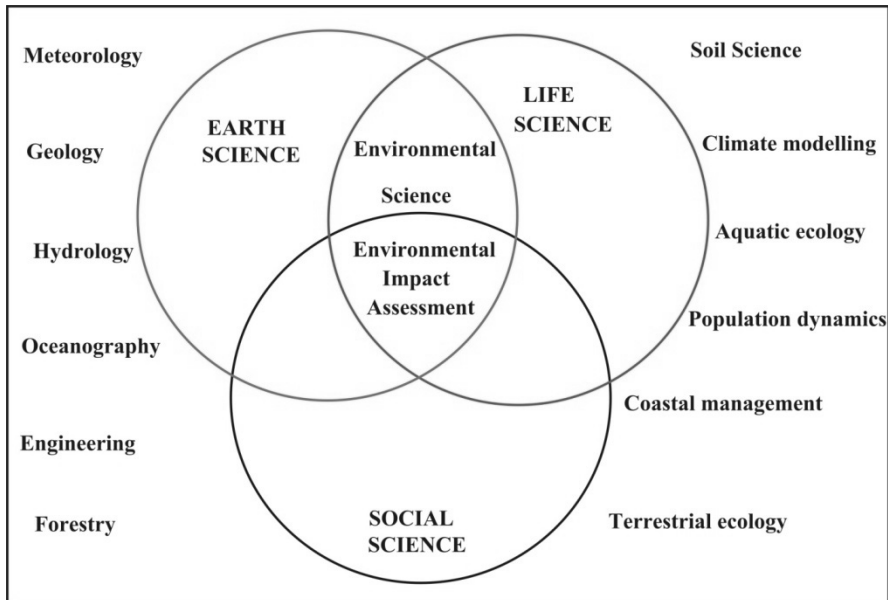 Meteorology
Soil Science
EARTH
SCIENCE
LIFE
SCIENCE
Geology
Environmental
Science
Climate modelling
Hydrology
Environmental
Impact
Assessment
Aquatic ecology
Oceanography
Population dynamics
Coastal management
Engineering
Forestry
SOCIAL
SCIENCE
Terrestrial ecology